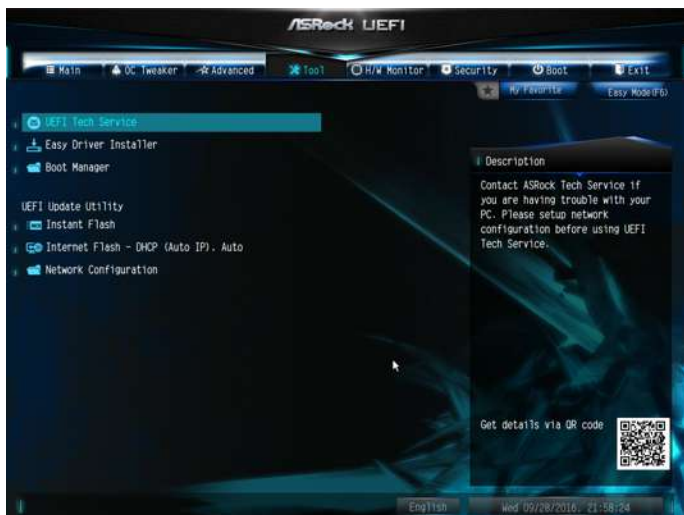 ASRock UEFI
Main OC Tweaker Advanced Tool H/W Monitor Security Boot Exit
My Favorite Easy Mode(F6)
UEFI Tech Service
Easy Driver Installer
Boot Manager
UEFI Update Utility
Instant Flash
Internet Flash - DHCP (Auto IP). Auto
Network Configuration
Description
Contact ASRock Tech Service if
you are having trouble with your
PC. Please setup network
configuration before using UEFI
Tech Service.
Get details via QR code
English Wed 09/28/2016. 21:58:24